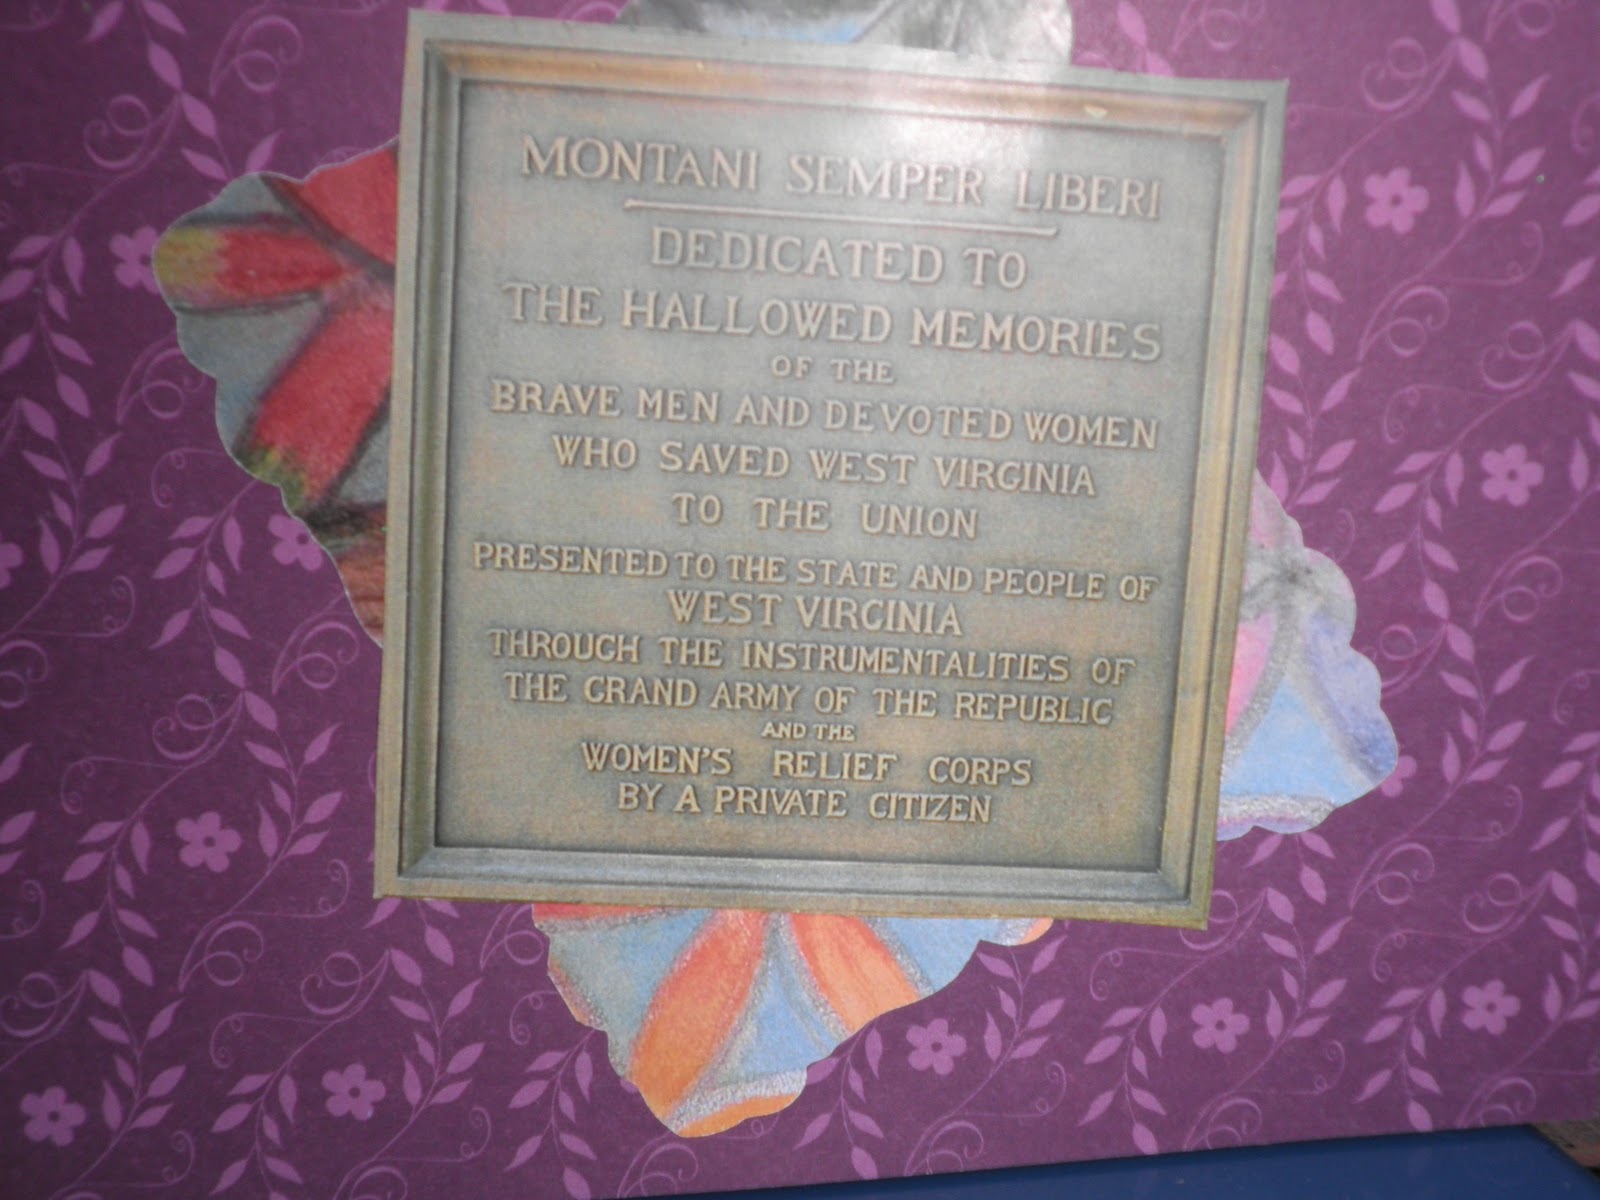 MONTANI SEMPER LIBERI
DEDICATED TO
THE HALLOWED MEMORIES
OF THE
BRAVE MEN AND DEVOTED WOMEN
WHO SAVED WEST VIRGINIA
TO THE UNION
PRESENTED TO THE STATE AND PEOPLE OF
WEST VIRGINIA
THROUGH THE INSTRUMENTALITIES OF
THE GRAND ARMY OF THE REPUBLIC
AND THE
WOMEN'S RELIEF CORPS
BY A PRIVATE CITIZEN